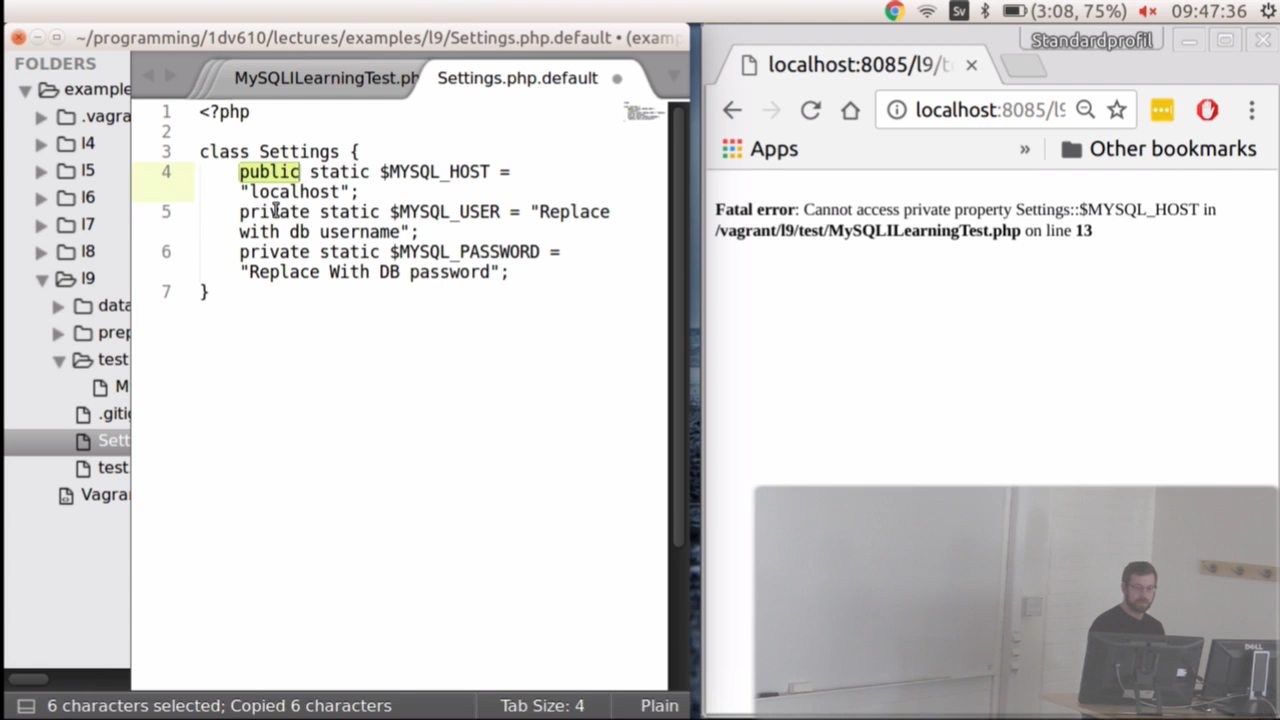 Sv
(3:08, 75%)
09:47:36
~/programming/1dv610/lectures/examples/l9/Settings.php.default • (examp
Standardprofil
FOLDERS
example
.vagra
l4
l5
l6
l7
l8
l9
data
prep
test
M
.gitig
Sett
test
Vagra
MySQLILearningTest.ph
Settings.php.default
1 <?php
2
3 class Settings {
4 public static $MYSQL_HOST =
"localhost";
5 private static $MYSQL_USER = "Replace
with db username";
6 private static $MYSQL_PASSWORD =
"Replace With DB password";
7 }
6 characters selected; Copied 6 characters
Tab Size: 4
Plain
localhost:8085/l9/t
localhost:8085/l9
Apps
»
Other bookmarks
Fatal error: Cannot access private property Settings::$MYSQL_HOST in
/vagrant/l9/test/MySQLILearningTest.php on line 13
DELL